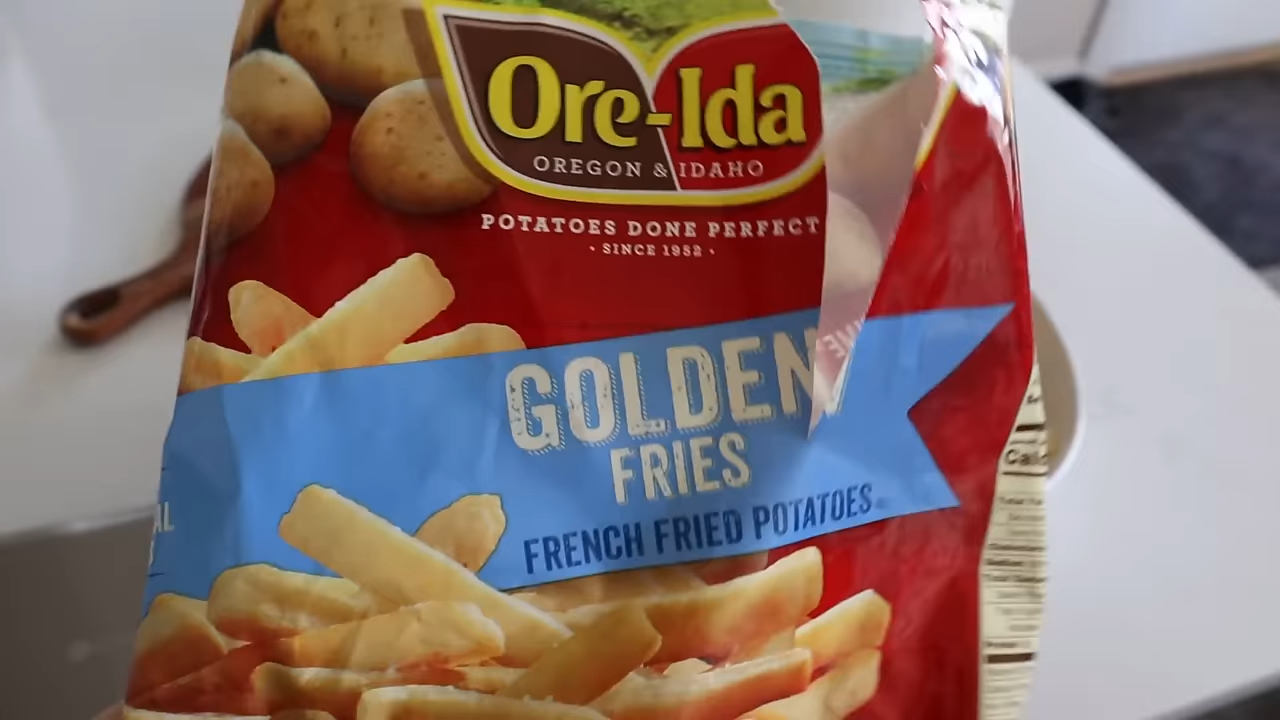 Ore-Ida
OREGON & IDAHO
POTATOES DONE PERFECT
· SINCE 1952 ·
GOLDEN
FRIES
FRENCH FRIED POTATOES